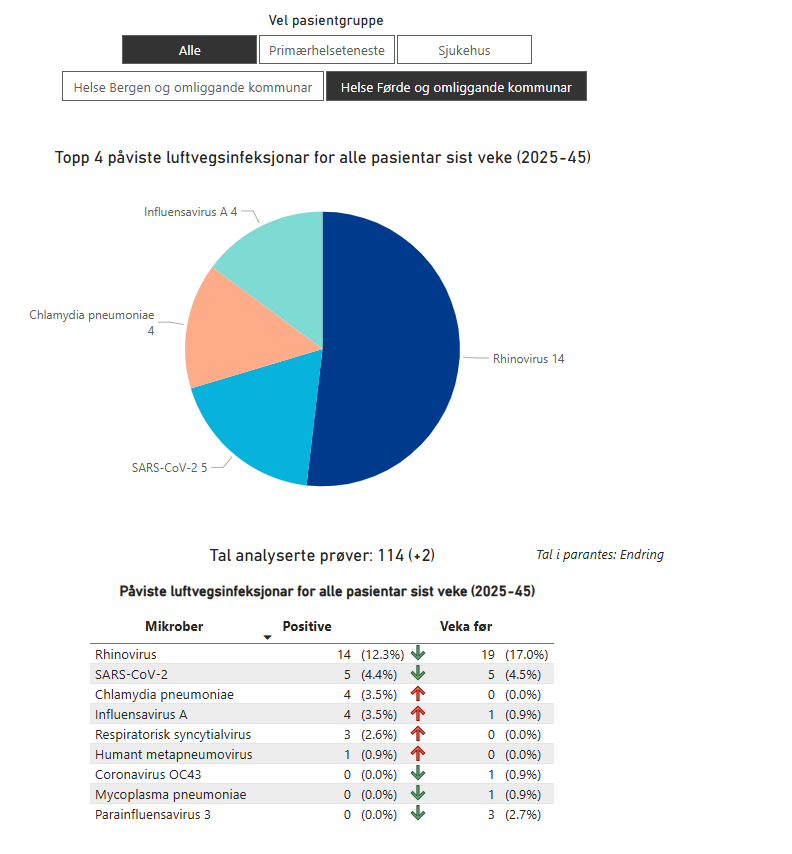 Vel pasientgruppe
Alle Primærhelseteneste Sjukehus
Helse Bergen og omliggande kommunar Helse Førde og omliggande kommunar
Topp 4 påviste luftvegsinfeksjonar for alle pasientar sist veke (2025-45)
Influensavirus A 4
Chlamydia pneumoniae
4
Rhinovirus 14
SARS-CoV-2 5
Tal analyserte prøver: 114 (+2) Tal i parantes: Endring
Påviste luftvegsinfeksjonar for alle pasientar sist veke (2025-45)
Mikrober Positive Veka før
Rhinovirus 14 (12.3%) 19 (17.0%)
SARS-CoV-2 5 (4.4%) 5 (4.5%)
Chlamydia pneumoniae 4 (3.5%) 0 (0.0%)
Influensavirus A 4 (3.5%) 1 (0.9%)
Respiratorisk syncytialvirus 3 (2.6%) 0 (0.0%)
Humant metapneumovirus 1 (0.9%) 0 (0.0%)
Coronavirus OC43 0 (0.0%) 1 (0.9%)
Mycoplasma pneumoniae 0 (0.0%) 1 (0.9%)
Parainfluensavirus 3 0 (0.0%) 3 (2.7%)